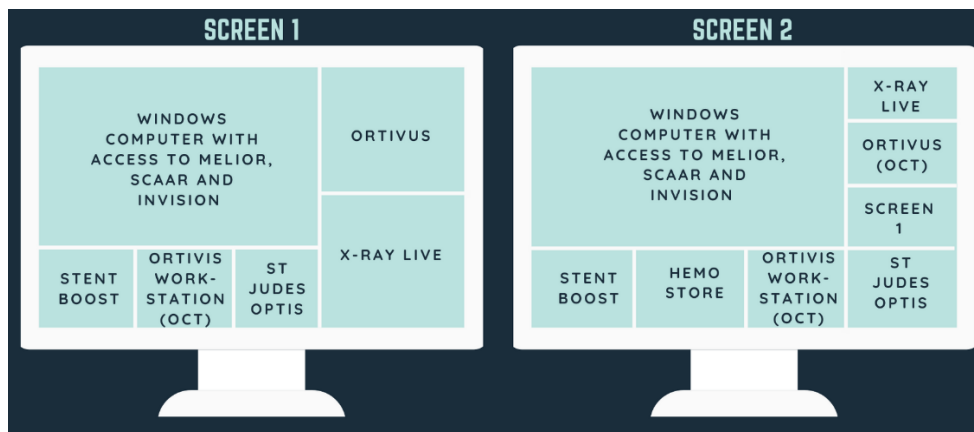 SCREEN 1
WINDOWS
COMPUTER WITH
ACCESS TO MELIOR,
SCAAR AND
INVISION
ORTIVUS
X-RAY LIVE
STENT
BOOST
ORTIVIS
WORK-
STATION
(OCT)
ST
JUDES
OPTIS
SCREEN 2
WINDOWS
COMPUTER WITH
ACCESS TO MELIOR,
SCAAR AND
INVISION
X-RAY
LIVE
ORTIVUS
(OCT)
SCREEN
1
STENT
BOOST
HEMO
STORE
ORTIVIS
WORK-
STATION
(OCT)
ST
JUDES
OPTIS